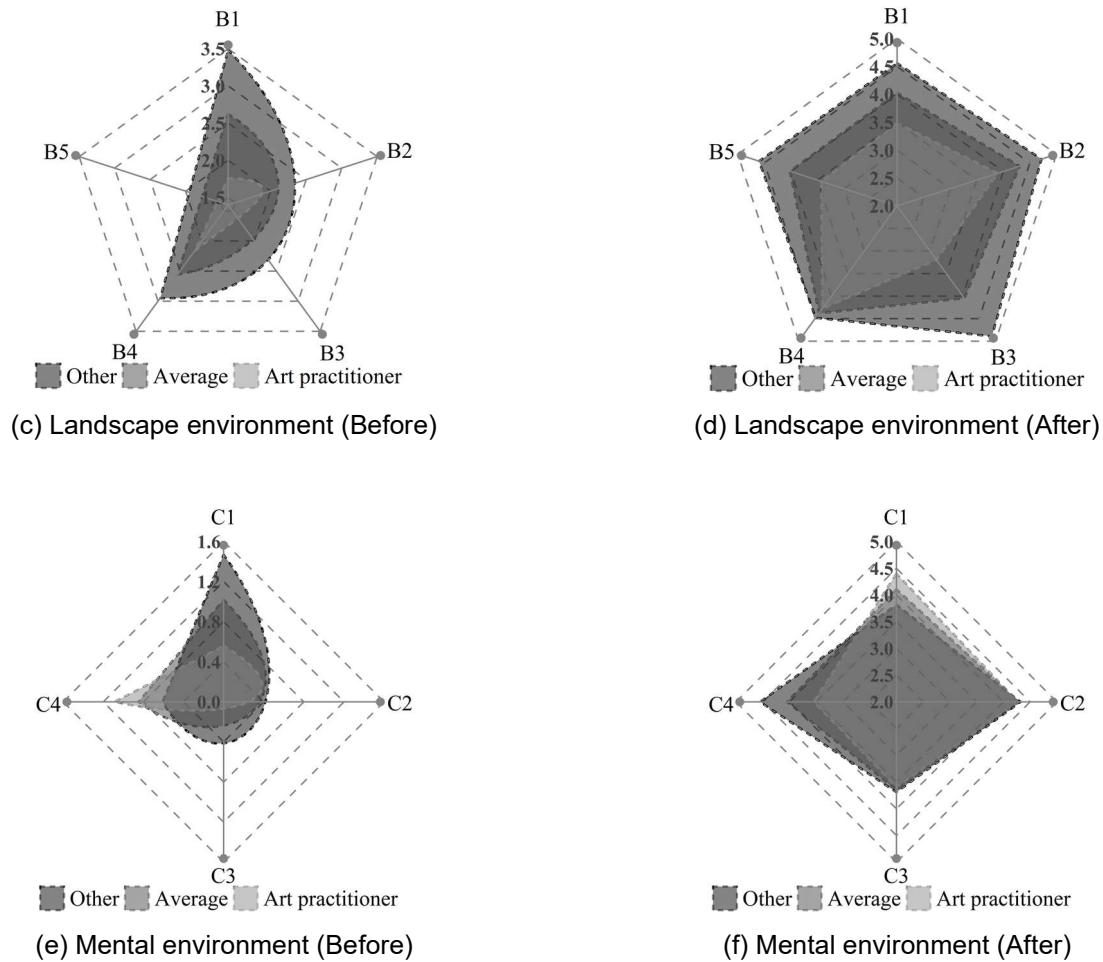 B1
3.5
3.0
2.5
2.0
1.5
B5
B2
B4
B3
Other Average Art practitioner
(c) Landscape environment (Before)
B1
5.0
4.5
4.0
3.5
3.0
2.5
2.0
B5
B2
B4
B3
Other Average Art practitioner
(d) Landscape environment (After)
C1
1.6
1.2
0.8
0.4
0.0
C4
C2
C3
Other Average Art practitioner
(e) Mental environment (Before)
C1
5.0
4.5
4.0
3.5
3.0
2.5
2.0
C4
C2
C3
Other Average Art practitioner
(f) Mental environment (After)